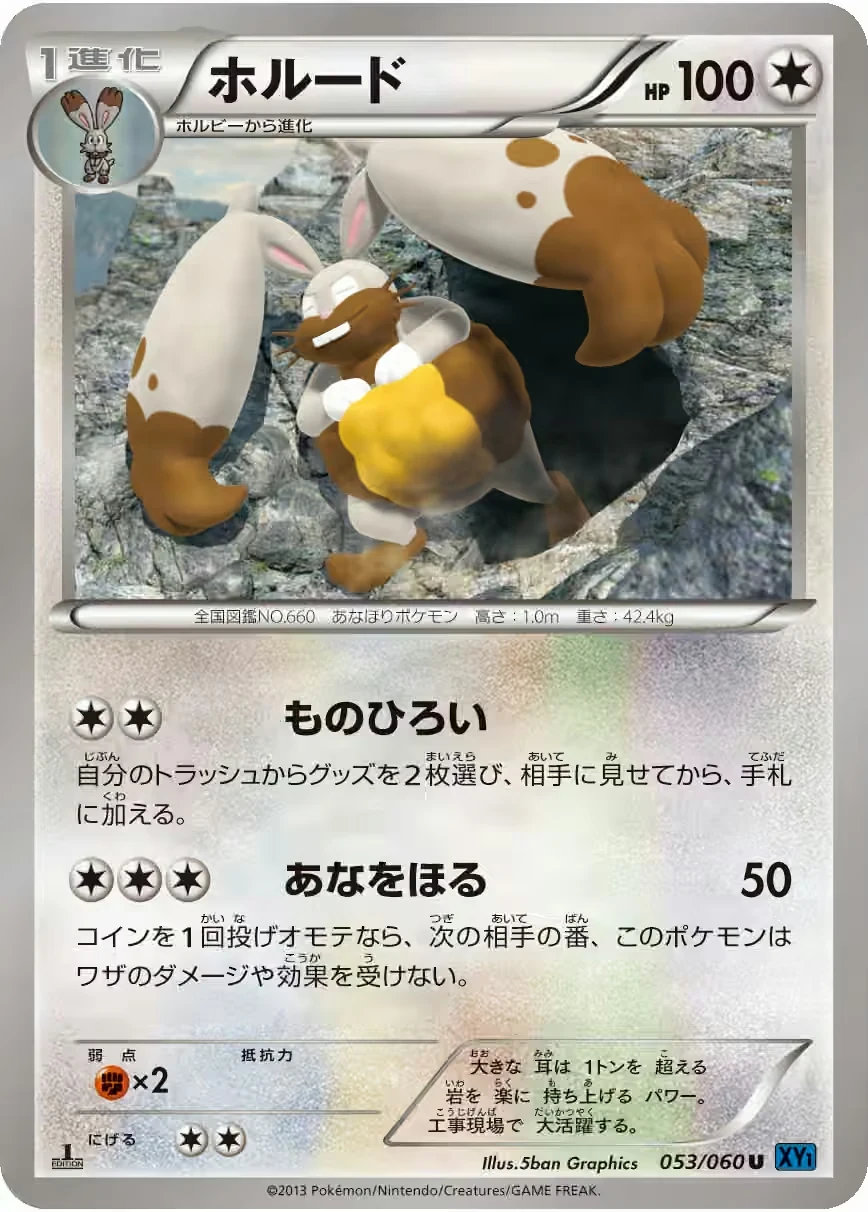 1進化
ホルード
HP100
ホルビーから進化
全国図鑑NO.660 あなほりポケモン 高さ:1.0m 重さ:42.4kg
ものひろい
自分のトラッシュからグッズを2枚選び、相手に見せてから、手札
に加える。
あなをほる 50
コインを1回投げオモテなら、次の相手の番、このポケモンは
ワザのダメージや効果を受けない。
弱点 抵抗力
×2
大きな耳は 1トンを 超える
岩を 楽に 持ち上げる パワー。
工事現場で 大活躍する。
にげる
1 EDITION
Illus.5ban Graphics 053/060 U XY1
©2013 Pokémon/Nintendo/Creatures/GAME FREAK.